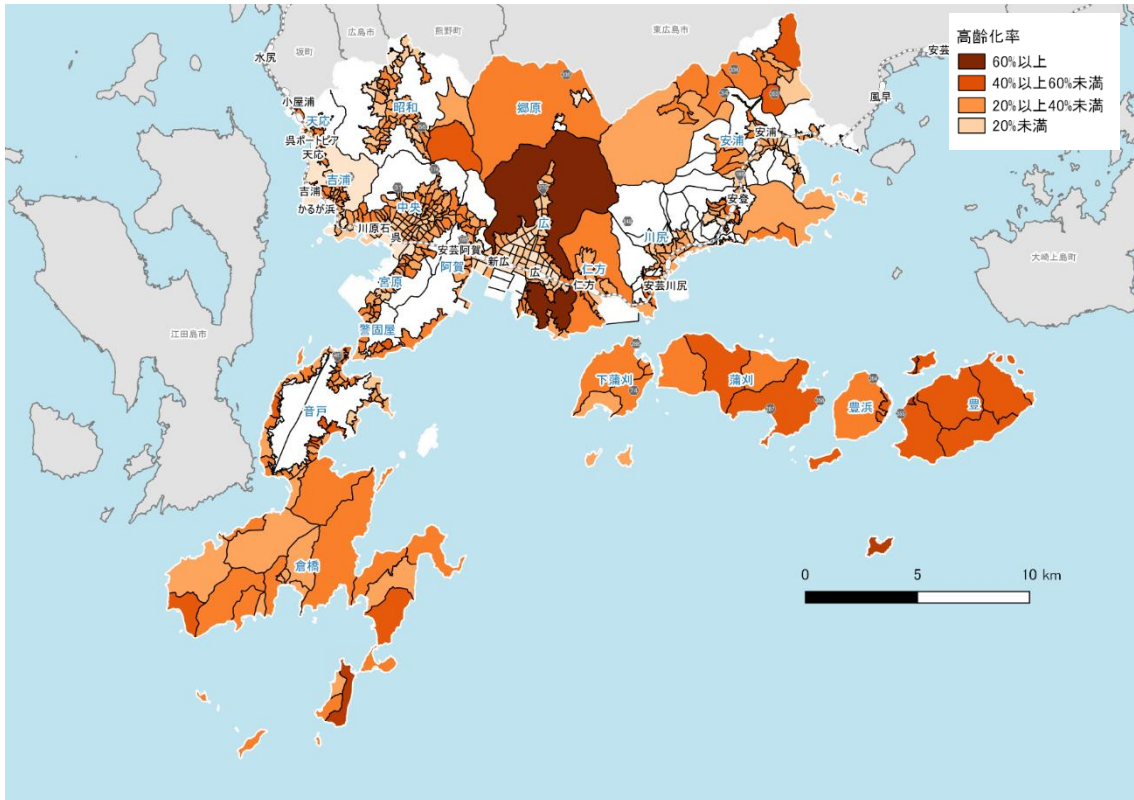 高齢化率
60%以上
40%以上60%未満
20%以上40%未満
20%未満
広島市
熊野町
坂町
東広島市
水尻
安芸
風早
小屋浦
天応
呉ポートピア
天応
昭和
郷原
安浦
安浦
吉浦
吉浦
かるが浜
中央
川原石
呉
安芸阿賀
新広
広
広
阿賀
宮原
警固屋
仁方
仁方
川尻
安芸川尻
安登
大崎上島町
江田島市
音戸
下蒲刈
蒲刈
豊浜
豊
倉橋
0
5
10 km